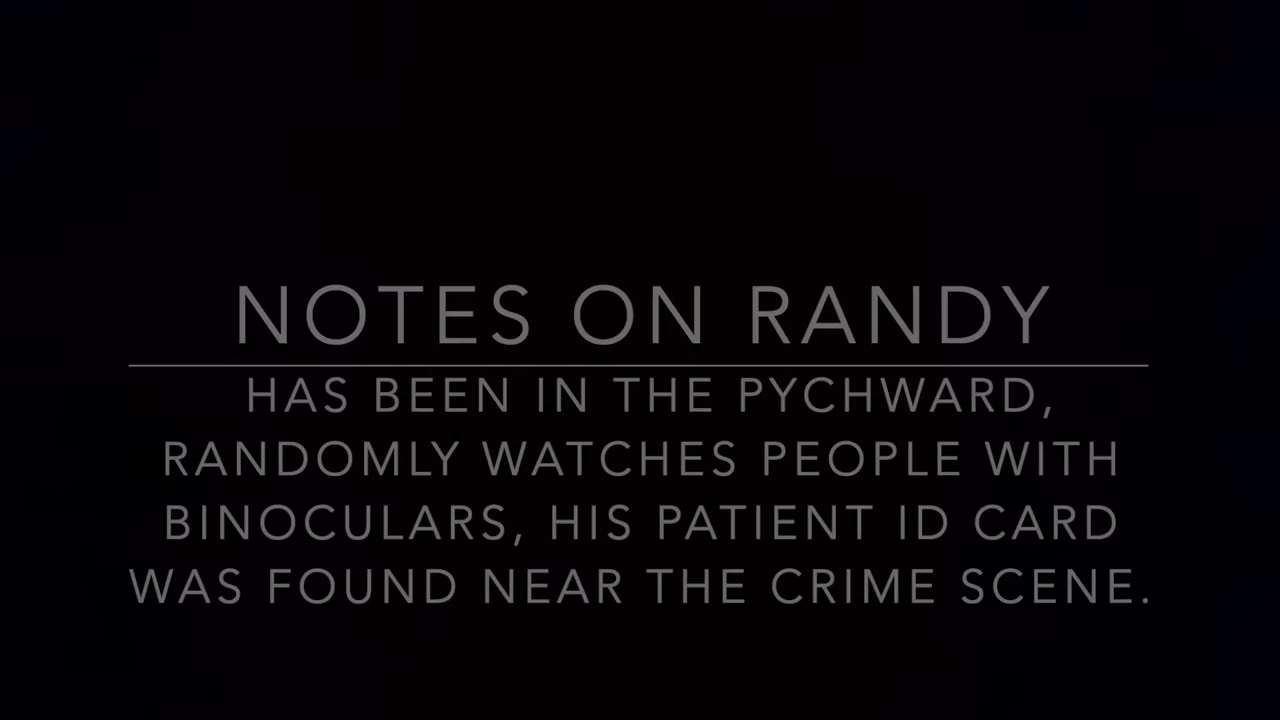 NOTES ON RANDY
HAS BEEN IN THE PYCHWARD,
RANDOMLY WATCHES PEOPLE WITH
BINOCULARS, HIS PATIENT ID CARD
WAS FOUND NEAR THE CRIME SCENE.